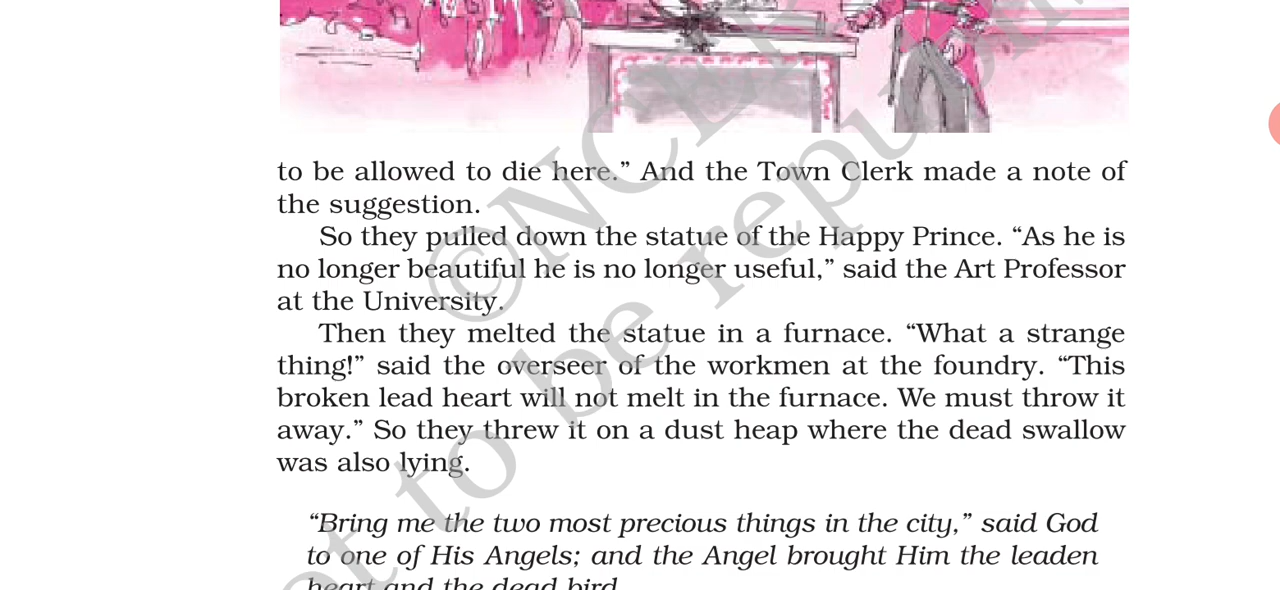 to be allowed to die here.” And the Town Clerk made a note of
the suggestion.
So they pulled down the statue of the Happy Prince. “As he is
no longer beautiful he is no longer useful,” said the Art Professor
at the University.
Then they melted the statue in a furnace. “What a strange
thing!” said the overseer of the workmen at the foundry. “This
broken lead heart will not melt in the furnace. We must throw it
away.” So they threw it on a dust heap where the dead swallow
was also lying.
“Bring me the two most precious things in the city,” said God
to one of His Angels; and the Angel brought Him the leaden
heart and the dead bird.
©NC
to be repu